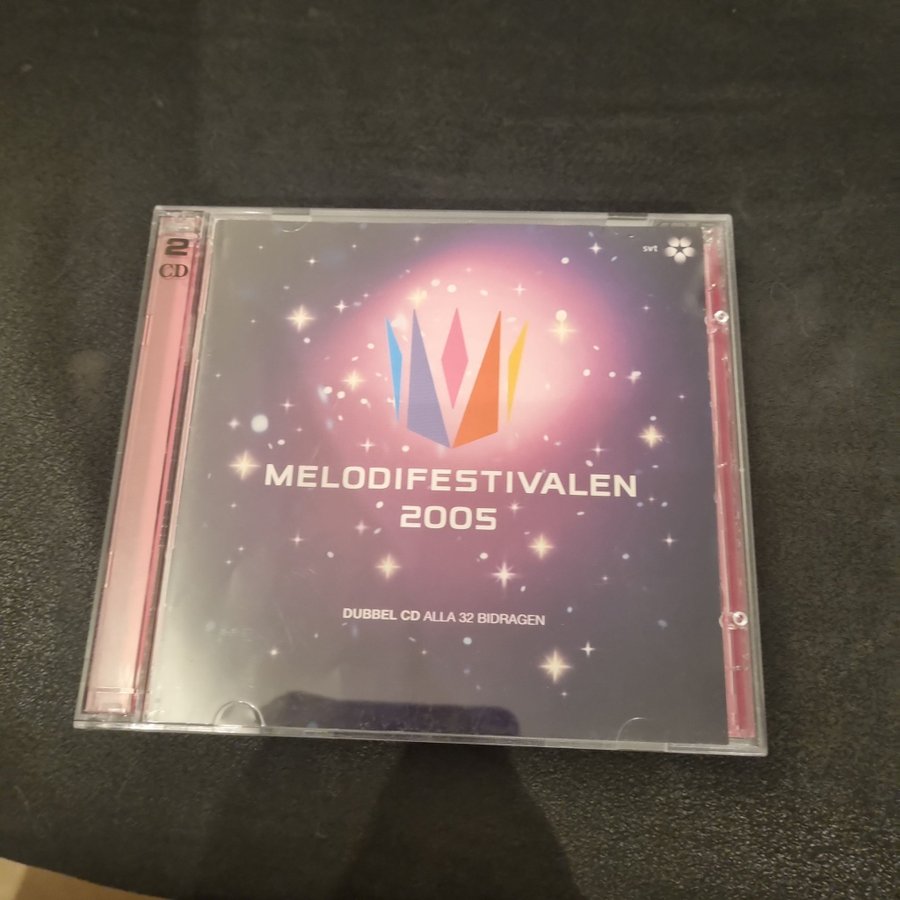 2
CD
svt
MELODIFESTIVALEN
2005
DUBBEL CD ALLA 32 BIDRAGEN